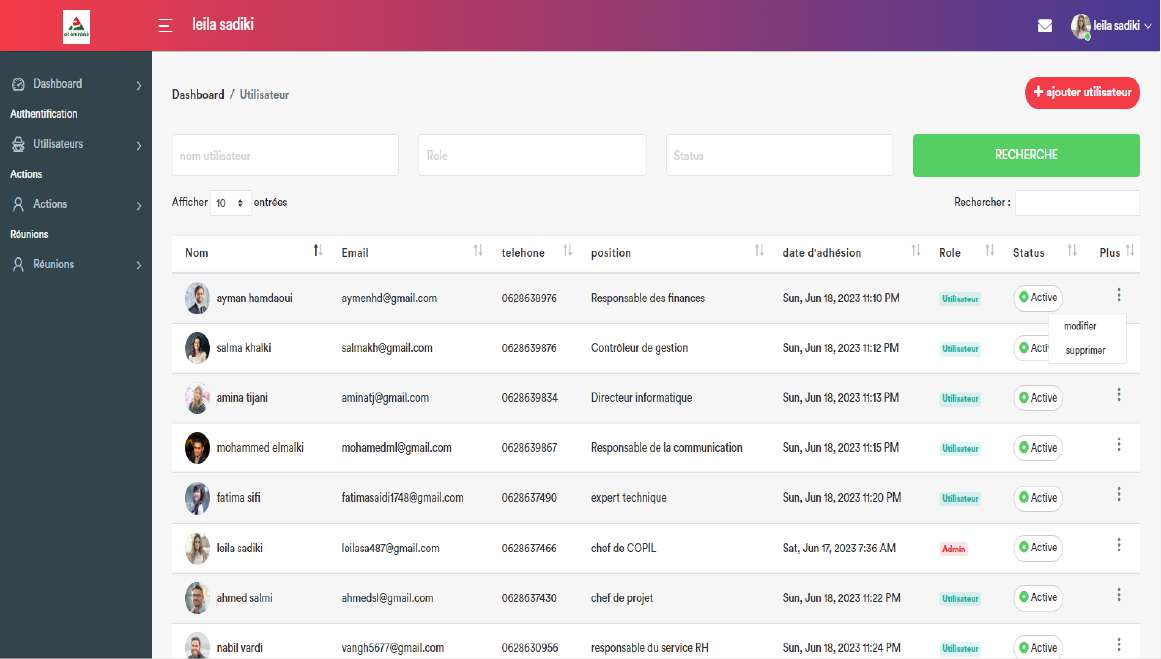 leila sadiki
leila sadiki
Dashboard
Authentification
Utilisateurs
Actions
Actions
Réunions
Réunions
Dashboard / Utilisateur
+ ajouter utilisateur
nom utilisateur
Role
Status
RECHERCHE
Afficher 10 entrées
Rechercher :
Nom Email telehone position date d'adhésion Role Status Plus
ayman hamdaoui aymenhd@gmail.com 0628638976 Responsable des finances Sun, Jun 18, 2023 11:10 PM Utilisateur Active
modifier
supprimer
salma khalki salmakh@gmail.com 0628639876 Contrôleur de gestion Sun, Jun 18, 2023 11:12 PM Utilisateur Acti
amina tijani aminatj@gmail.com 0628639834 Directeur informatique Sun, Jun 18, 2023 11:13 PM Utilisateur Active
mohammed elmalki mohamedml@gmail.com 0628639867 Responsable de la communication Sun, Jun 18, 2023 11:15 PM Utilisateur Active
fatima sifi fatimasaidi1748@gmail.com 0628637490 expert technique Sun, Jun 18, 2023 11:20 PM Utilisateur Active
leila sadiki leilasa487@gmail.com 0628637466 chef de COPIL Sat, Jun 17, 2023 7:36 AM Admin Active
ahmed salmi ahmedsl@gmail.com 0628637430 chef de projet Sun, Jun 18, 2023 11:22 PM Utilisateur Active
nabil vardi vangh5677@gmail.com 0628630956 responsable du service RH Sun, Jun 18, 2023 11:24 PM Utilisateur Active